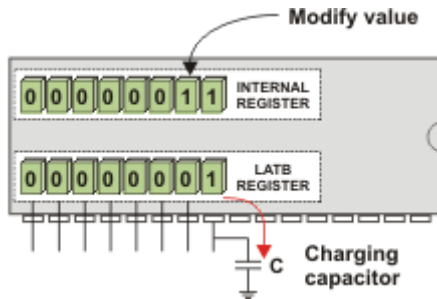 Modify value
0 0 0 0 0 0 1 1 INTERNAL
REGISTER
0 0 0 0 0 0 0 1 LATB
REGISTER
C Charging
capacitor